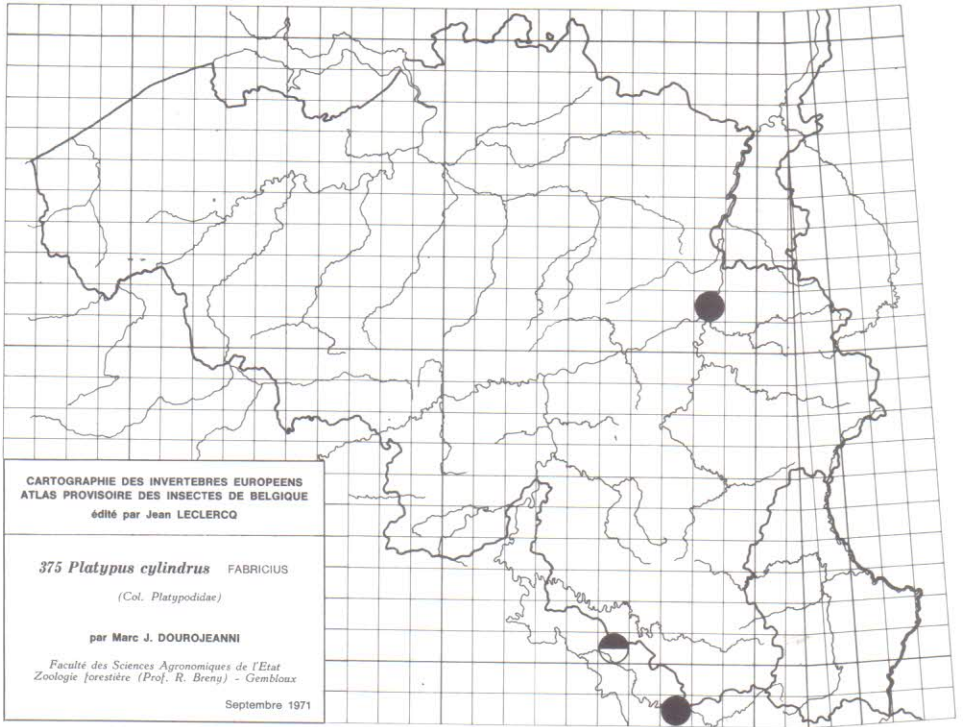 CARTOGRAPHIE DES INVERTEBRES EUROPEENS
ATLAS PROVISOIRE DES INSECTES DE BELGIQUE
édité par Jean LECLERCQ
375 Platypus cylindrus FABRICIUS
(Col. Platypodidae)
par Marc J. DOUROJEANNI
Faculté des Sciences Agronomiques de l'Etat
Zoologie forestière (Prof. R. Breny) - Gembloux
Septembre 1971